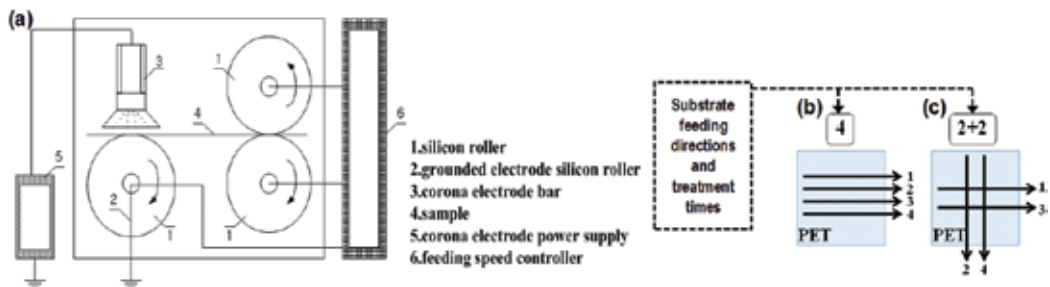 (a)
3
1
4
6
5
2
1
1
1.silicon roller
2.grounded electrode silicon roller
3.corona electrode bar
4.sample
5.corona electrode power supply
6.feeding speed controller
Substrate
feeding
directions
and
treatment
times
(b)
4
1
2
3
4
PET
(c)
2+2
1
3
PET
2 4